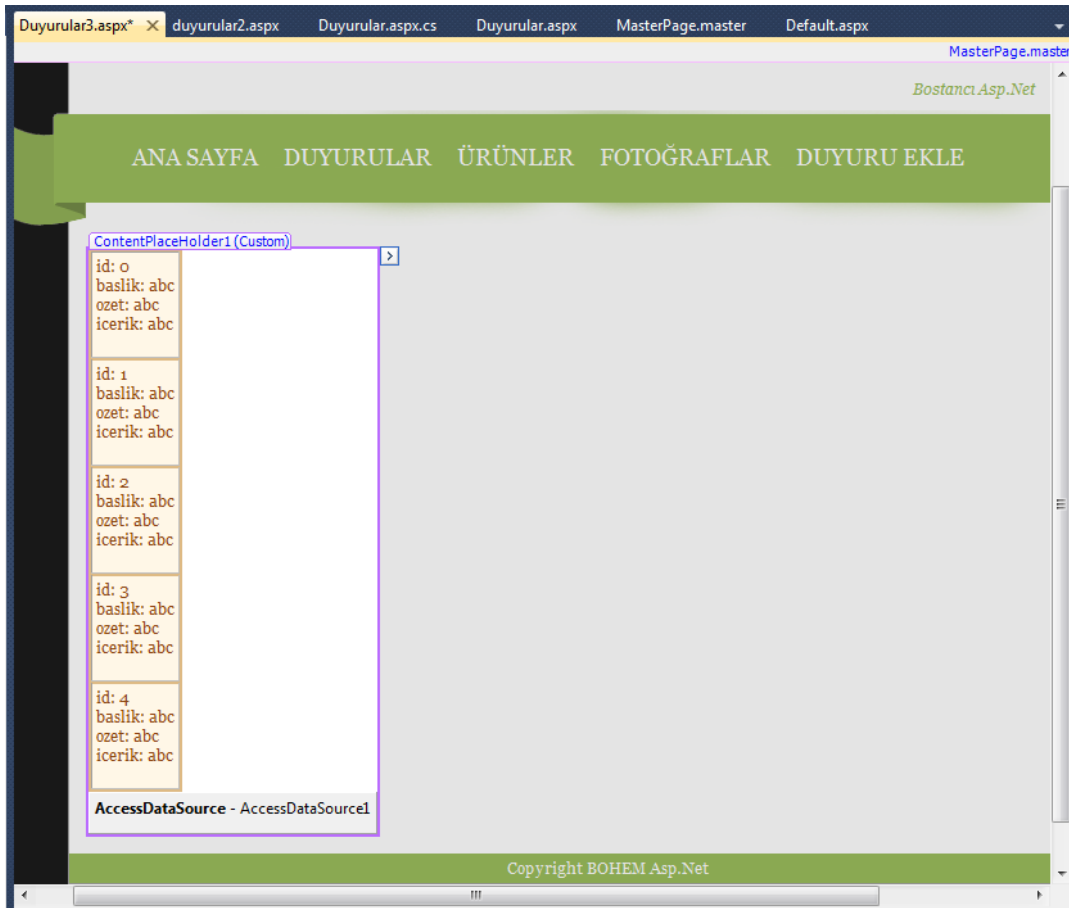 Duyurular3.aspx* duyurular2.aspx Duyurular.aspx.cs Duyurular.aspx MasterPage.master Default.aspx
MasterPage.master
Bostancı Asp.Net
ANA SAYFA DUYURULAR ÜRÜNLER FOTOĞRAFLAR DUYURU EKLE
ContentPlaceHolder1 (Custom)
id: 0
baslik: abc
ozet: abc
icerik: abc
id: 1
baslik: abc
ozet: abc
icerik: abc
id: 2
baslik: abc
ozet: abc
icerik: abc
id: 3
baslik: abc
ozet: abc
icerik: abc
id: 4
baslik: abc
ozet: abc
icerik: abc
AccessDataSource - AccessDataSource1
Copyright BOHEM Asp.Net